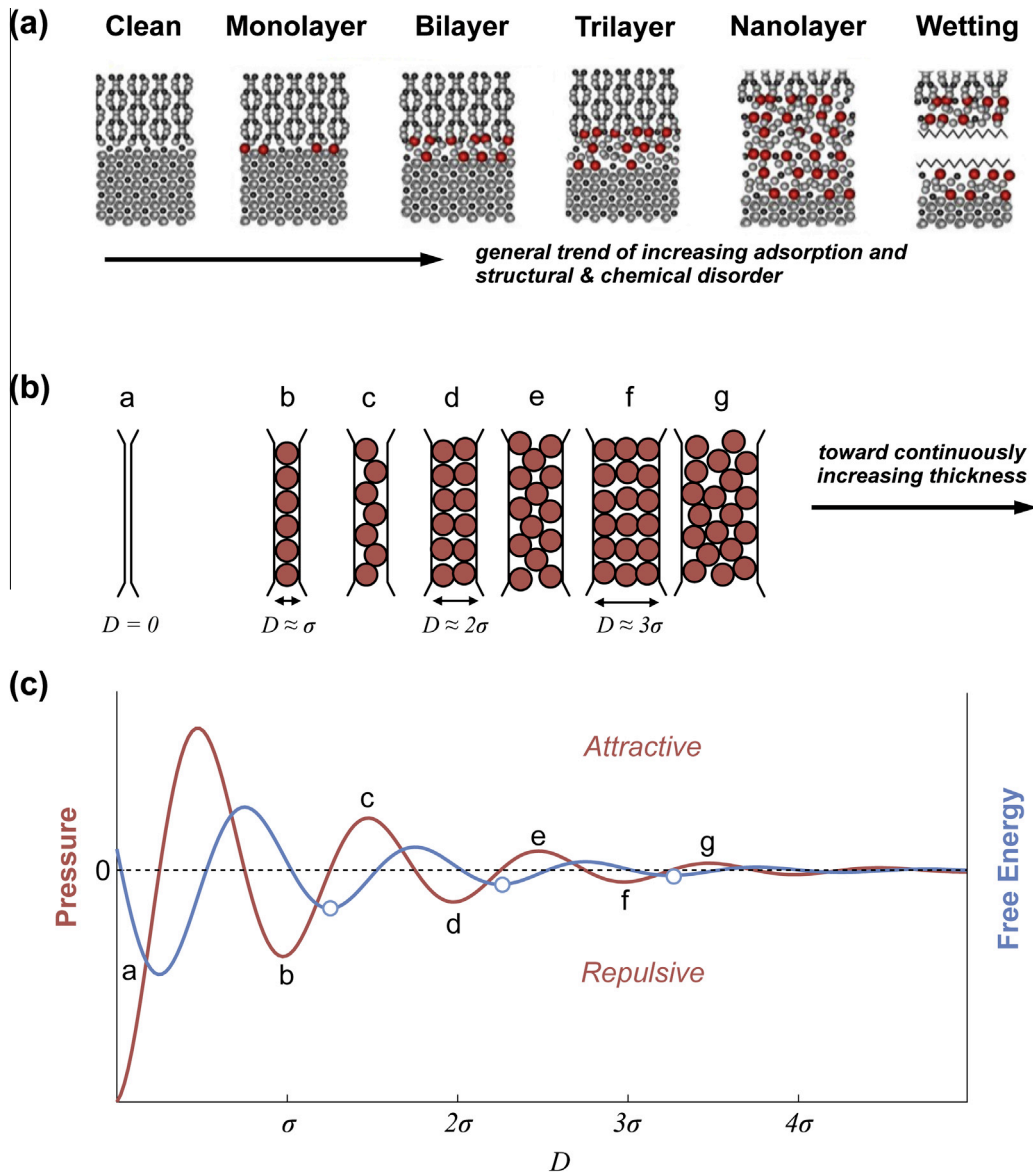 (a)
Clean Monolayer Bilayer Trilayer Nanolayer Wetting
general trend of increasing adsorption and
structural & chemical disorder
(b)
a b c d e f g
toward continuously
increasing thickness
D = 0 D ≈ σ D ≈ 2σ D ≈ 3σ
(c)
Attractive
c
e
g
Pressure
0
Free Energy
a
b
d
f
Repulsive
σ 2σ 3σ 4σ
D